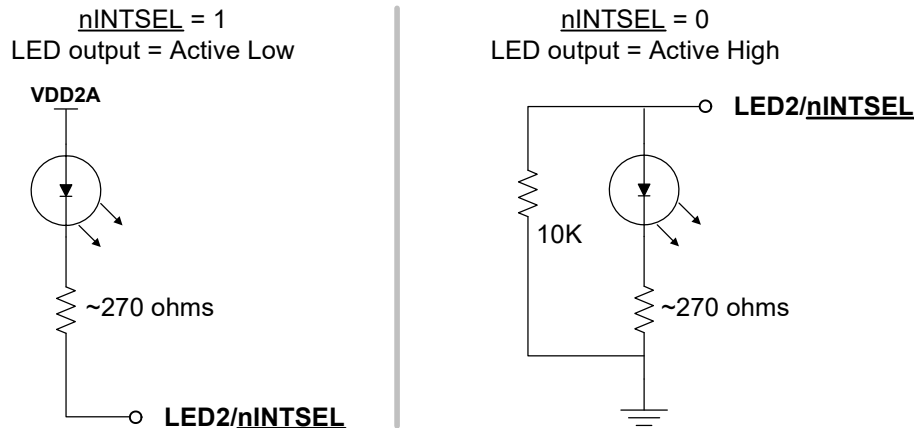 nINTSEL = 1
LED output = Active Low
VDD2A
~270 ohms
LED2/nINTSEL
nINTSEL = 0
LED output = Active High
LED2/nINTSEL
10K
~270 ohms